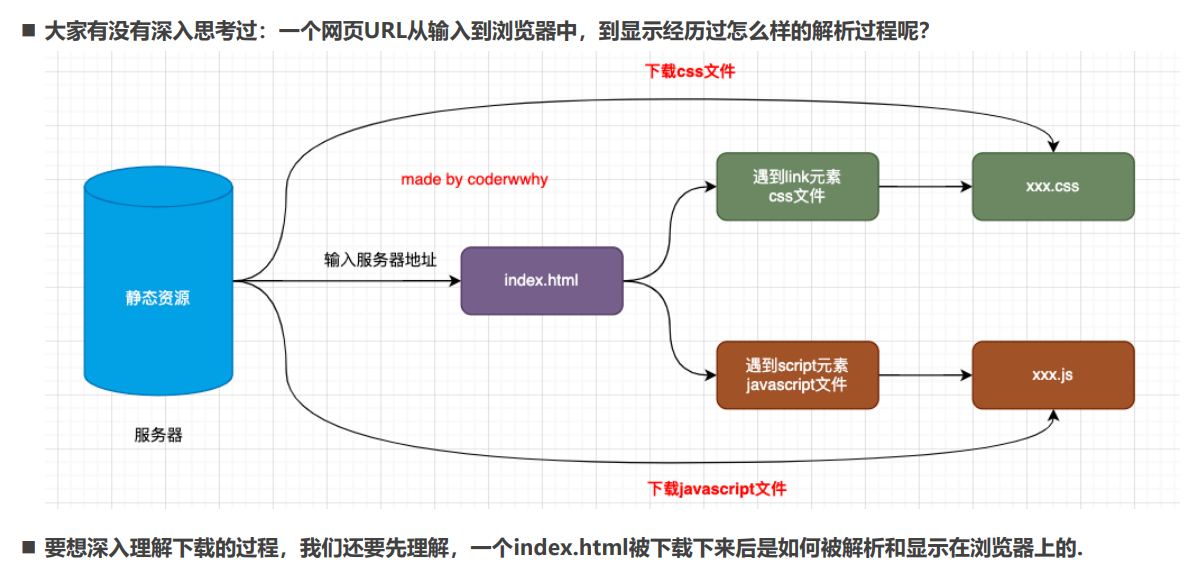 ■ 大家有没有深入思考过：一个网页URL从输入到浏览器中，到显示经历过怎么样的解析过程呢？
下载css文件
made by coderwwhy
遇到link元素
css文件
xxx.css
输入服务器地址
index.html
静态资源
遇到script元素
javascript文件
xxx.js
服务器
下载javascript文件
■ 要想深入理解下载的过程，我们还要先理解，一个index.html被下载下来后是如何被解析和显示在浏览器上的.